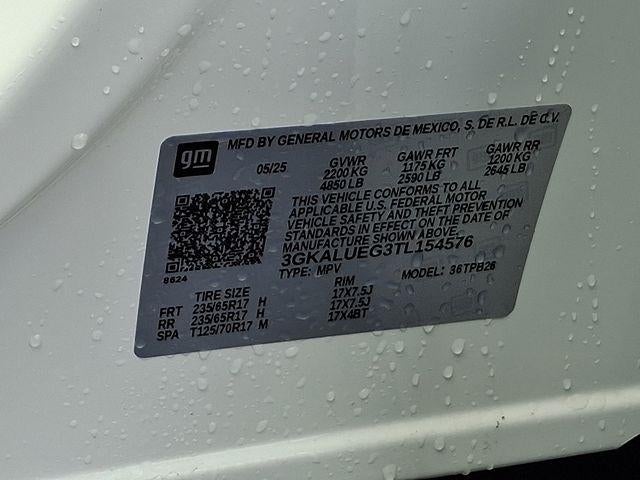 gm
MFD BY GENERAL MOTORS DE MEXICO, S. DE R.L. DE C.V.
05/25 GVWR GAWR FRT GAWR RR
2200 KG 1175 KG 1200 KG
4850 LB 2590 LB 2645 LB
THIS VEHICLE CONFORMS TO ALL
APPLICABLE U.S. FEDERAL MOTOR
VEHICLE SAFETY AND THEFT PREVENTION
STANDARDS IN EFFECT ON THE DATE OF
MANUFACTURE SHOWN ABOVE.
3GKALUEG3TL154576
8624
TYPE: MPV MODEL: 36TPB26
TIRE SIZE RIM
FRT 235/65R17 H 17X7.5J
RR 235/65R17 H 17X7.5J
SPA T125/70R17 M 17X4BT